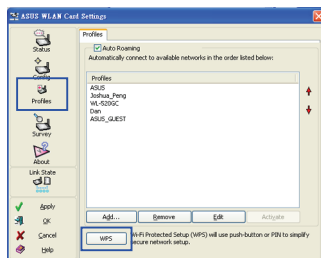 ASUS WLAN Card Settings
Status
Config
Profiles
Survey
About
Link State
Apply
OK
Cancel
Help
Profiles
Auto Roaming
Automatically connect to available networks in the order listed below:
Profiles
ASUS
Joshua_Peng
WL-520GC
Dan
ASUS_GUEST
Add...
Remove
Edit
Activate
WPS
Wi-Fi Protected Setup (WPS) will use push-button or PIN to simplify
secure network setup.